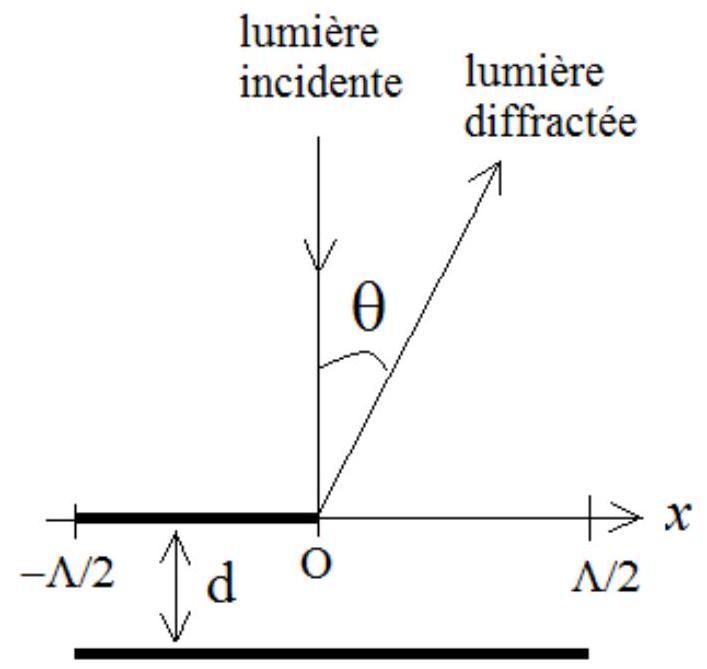 lumière
incidente
lumière
diffractée
θ
x
−Λ/2
d
O
Λ/2